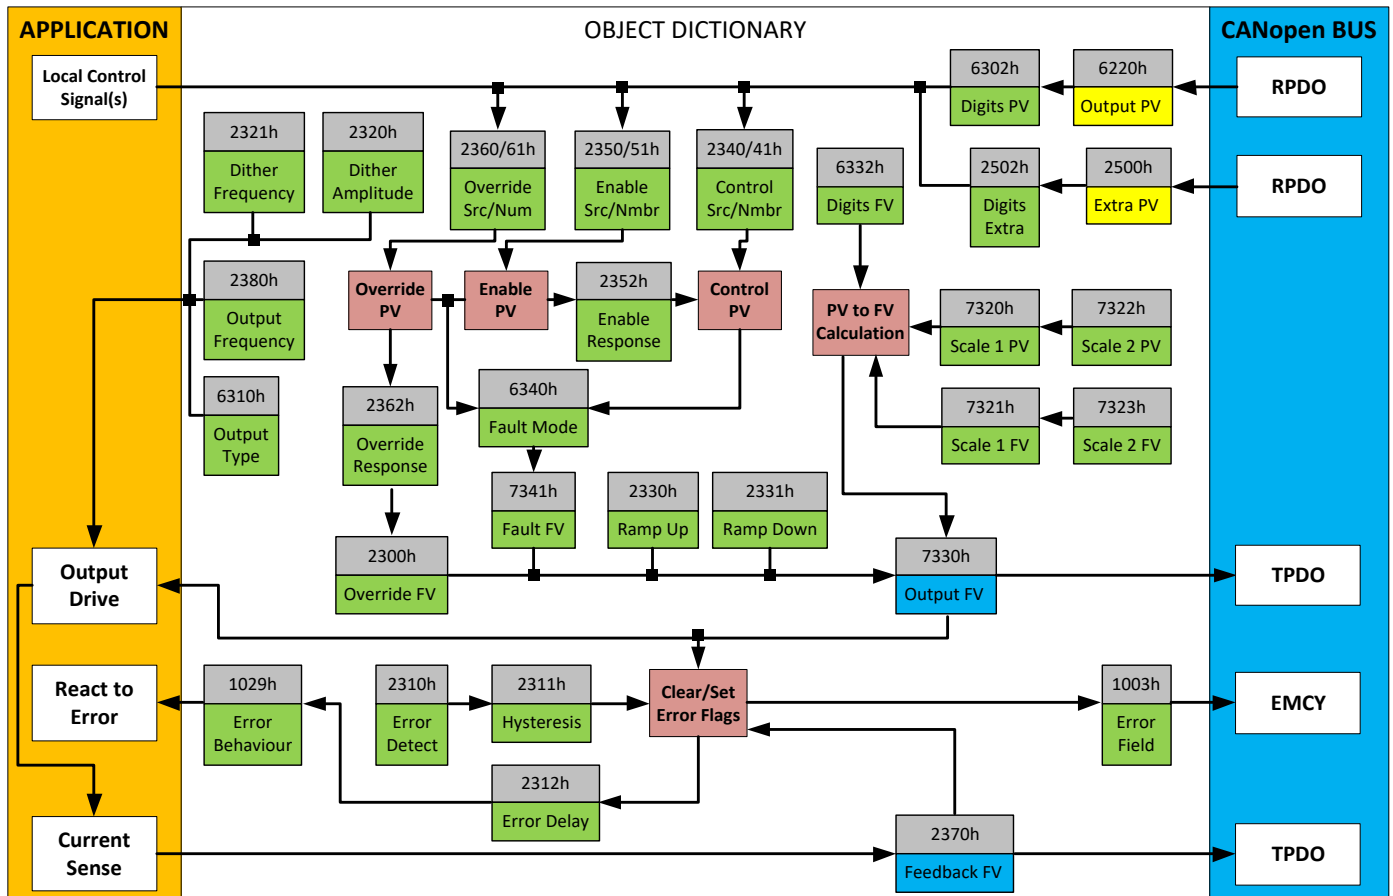 APPLICATION
OBJECT DICTIONARY
CANopen BUS
Local Control
Signal(s)
6302h
Digits PV
6220h
Output PV
RPDO
2321h
Dither
Frequency
2320h
Dither
Amplitude
2360/61h
Override
Src/Num
2350/51h
Enable
Src/Nmbr
2340/41h
Control
Src/Nmbr
6332h
Digits FV
2502h
Digits
Extra
2500h
Extra PV
RPDO
2380h
Output
Frequency
Override
PV
Enable
PV
2352h
Enable
Response
Control
PV
PV to FV
Calculation
7320h
Scale 1 PV
7322h
Scale 2 PV
6310h
Output
Type
2362h
Override
Response
6340h
Fault Mode
7321h
Scale 1 FV
7323h
Scale 2 FV
7341h
Fault FV
2330h
Ramp Up
2331h
Ramp Down
Output
Drive
2300h
Override FV
7330h
Output FV
TPDO
React to
Error
1029h
Error
Behaviour
2310h
Error
Detect
2311h
Hysteresis
Clear/Set
Error Flags
1003h
Error
Field
EMCY
2312h
Error Delay
Current
Sense
2370h
Feedback FV
TPDO